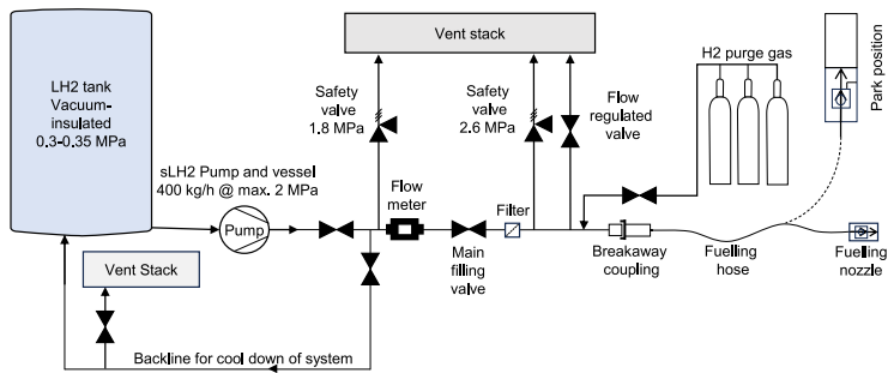 LH2 tank
Vacuum-
insulated
0.3-0.35 MPa
Vent stack
Safety
valve
1.8 MPa
Safety
valve
2.6 MPa
Flow
regulated
valve
H2 purge gas
Park position
sLH2 Pump and vessel
400 kg/h @ max. 2 MPa
Flow
meter
Filter
Pump
Main
filling
valve
Breakaway
coupling
Fuelling
hose
Fuelling
nozzle
Vent Stack
Backline for cool down of system